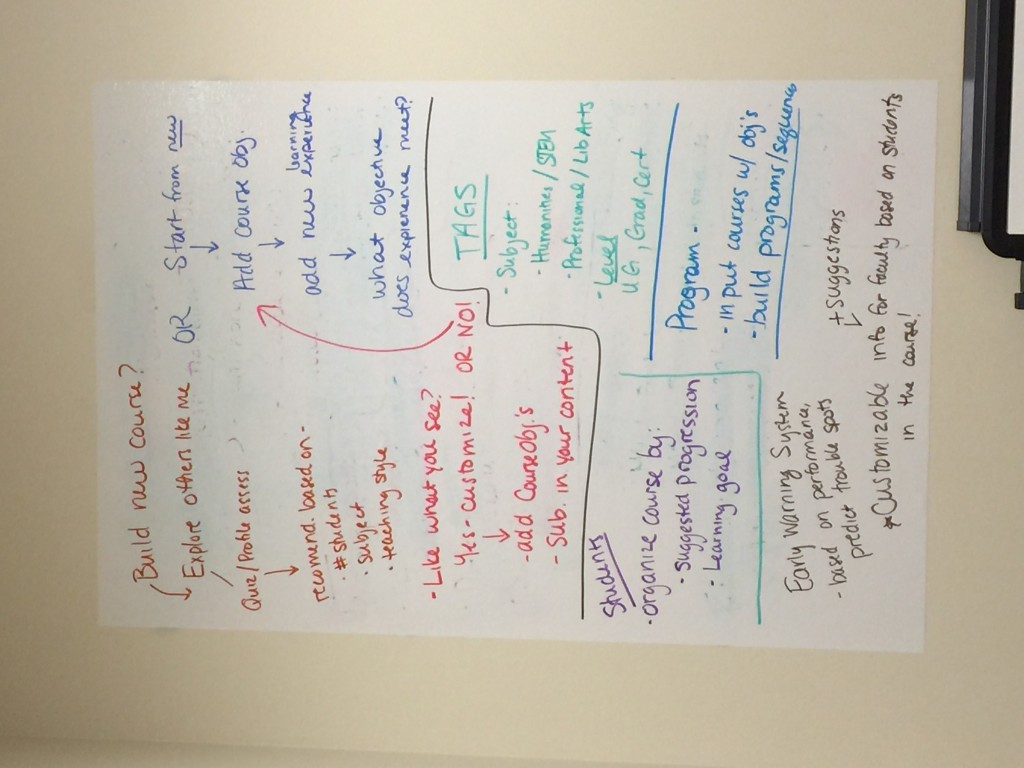 Build new course?
Explore others like me
Quiz/Profile assess
recomend. based on -
· # students
· subject
· teaching style
- Like what you see?
Yes - customize! OR NO!
- add Course Obj.'s
- Sub. in your content
OR
Start from new
Add course obj.
add new learning experience
what objective
does expierence meet?
TAGS
- Subject:
- Humanities / STEM
- Professional / Lib Arts
- Level
UG, Grad, Cert
Students
- organize course by:
- Suggested progression
- Learning goal
Program -
- input courses w/ obj's
- build programs/sequence
Early Warning System
- based on performance,
predict trouble spots
+ suggestions
* Customizable info for faculty based on students
in the course!